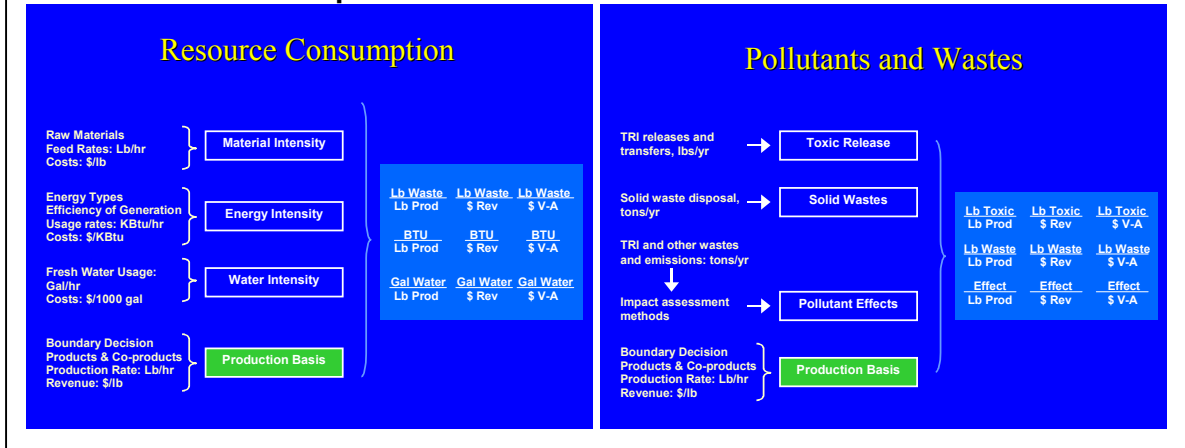 Resource Consumption
Raw Materials
Feed Rates: Lb/hr
Costs: $/lb
Material Intensity
Energy Types
Efficiency of Generation
Usage rates: KBtu/hr
Costs: $/KBtu
Energy Intensity
Fresh Water Usage:
Gal/hr
Costs: $/1000 gal
Water Intensity
Boundary Decision
Products & Co-products
Production Rate: Lb/hr
Revenue: $/lb
Production Basis
Lb Waste Lb Waste Lb Waste
Lb Prod $ Rev $ V-A
BTU BTU BTU
Lb Prod $ Rev $ V-A
Gal Water Gal Water Gal Water
Lb Prod $ Rev $ V-A
Pollutants and Wastes
TRI releases and
transfers, lbs/yr
Toxic Release
Solid waste disposal,
tons/yr
Solid Wastes
TRI and other wastes
and emissions: tons/yr
Impact assessment
methods
Pollutant Effects
Boundary Decision
Products & Co-products
Production Rate: Lb/hr
Revenue: $/lb
Production Basis
Lb Toxic Lb Toxic Lb Toxic
Lb Prod $ Rev $ V-A
Lb Waste Lb Waste Lb Waste
Lb Prod $ Rev $ V-A
Effect Effect Effect
Lb Prod $ Rev $ V-A